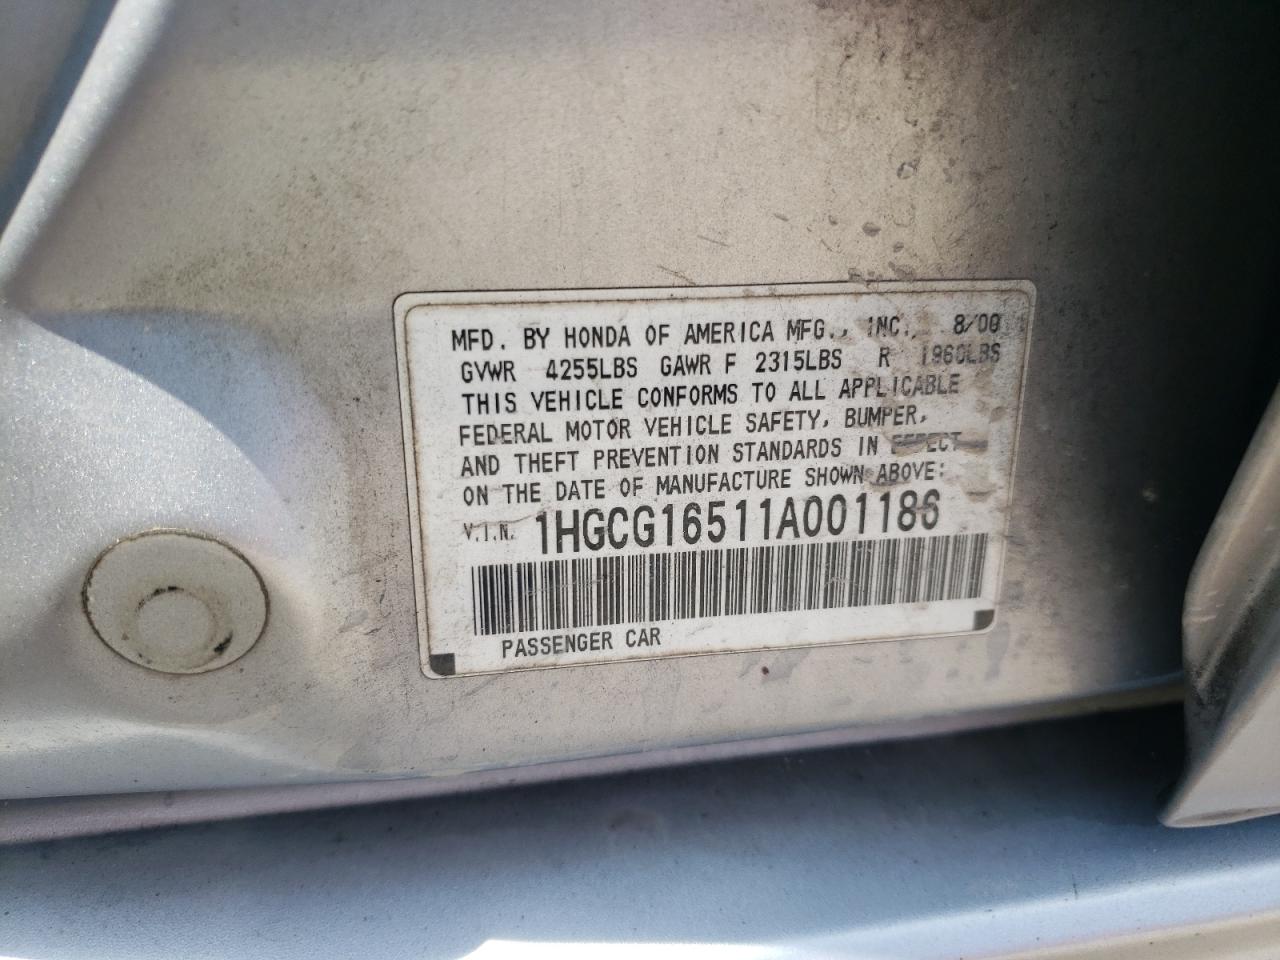 MFD. BY HONDA OF AMERICA MFG., INC., 8/00
GVWR 4255LBS GAWR F 2315LBS R 1960LBS
THIS VEHICLE CONFORMS TO ALL APPLICABLE
FEDERAL MOTOR VEHICLE SAFETY, BUMPER,
AND THEFT PREVENTION STANDARDS IN EFFECT
ON THE DATE OF MANUFACTURE SHOWN ABOVE:
V.I.N. 1HGCG16511A001186
PASSENGER CAR